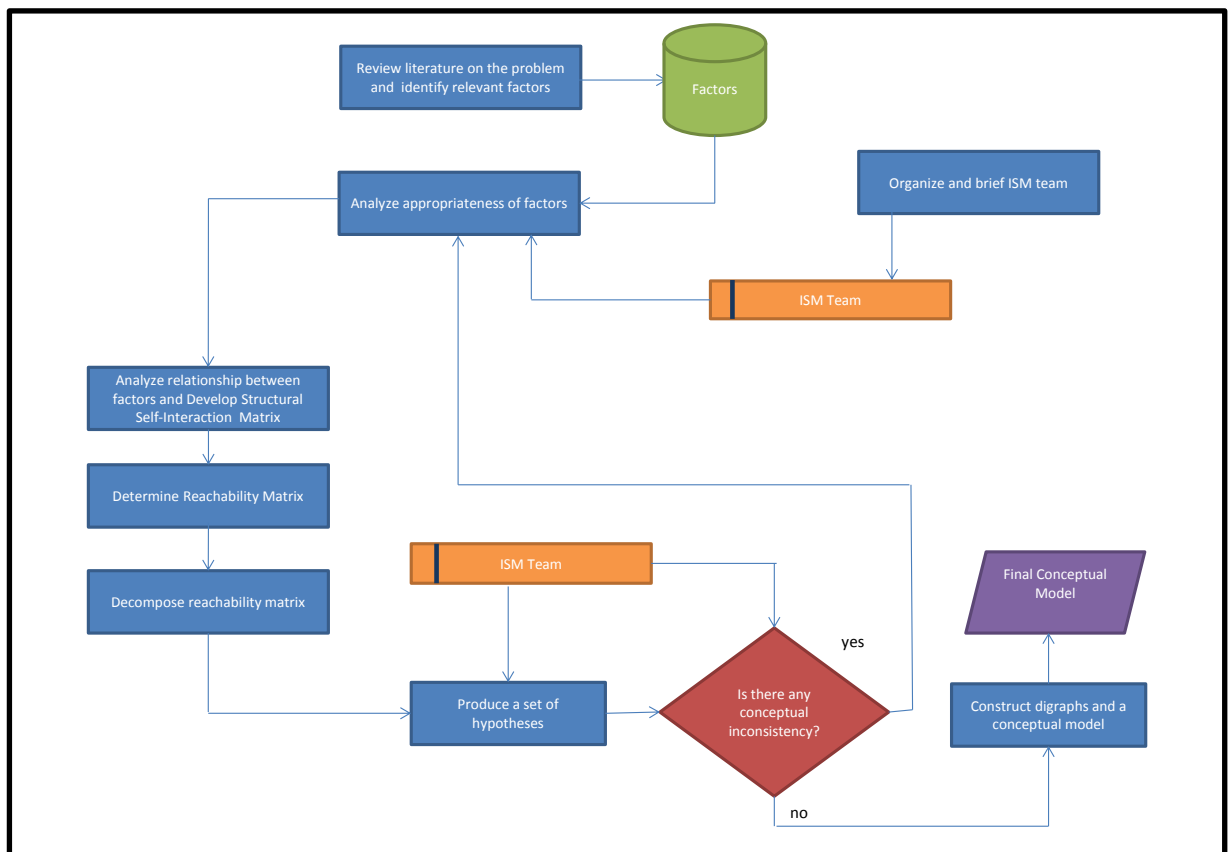 Review literature on the problem
and identify relevant factors
Factors
Organize and brief ISM team
Analyze appropriateness of factors
ISM Team
Analyze relationship between
factors and Develop Structural
Self-Interaction Matrix
Determine Reachability Matrix
Decompose reachability matrix
ISM Team
Final Conceptual
Model
yes
Produce a set of
hypotheses
Is there any
conceptual
inconsistency?
Construct digraphs and a
conceptual model
no